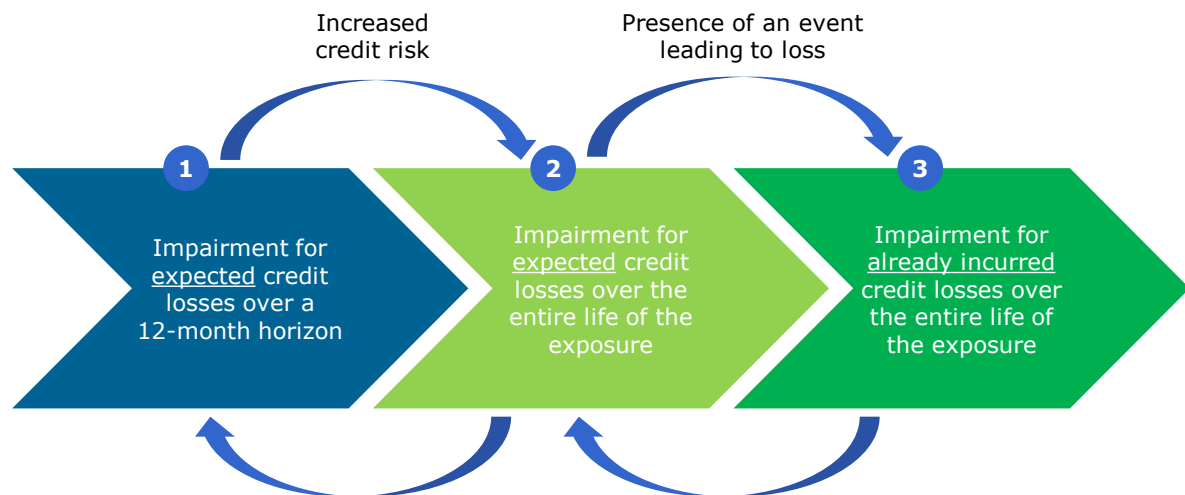 Increased
credit risk
Presence of an event
leading to loss
1
2
3
Impairment for
expected credit
losses over a
12-month horizon
Impairment for
expected credit
losses over the
entire life of the
exposure
Impairment for
already incurred
credit losses over
the entire life of
the exposure